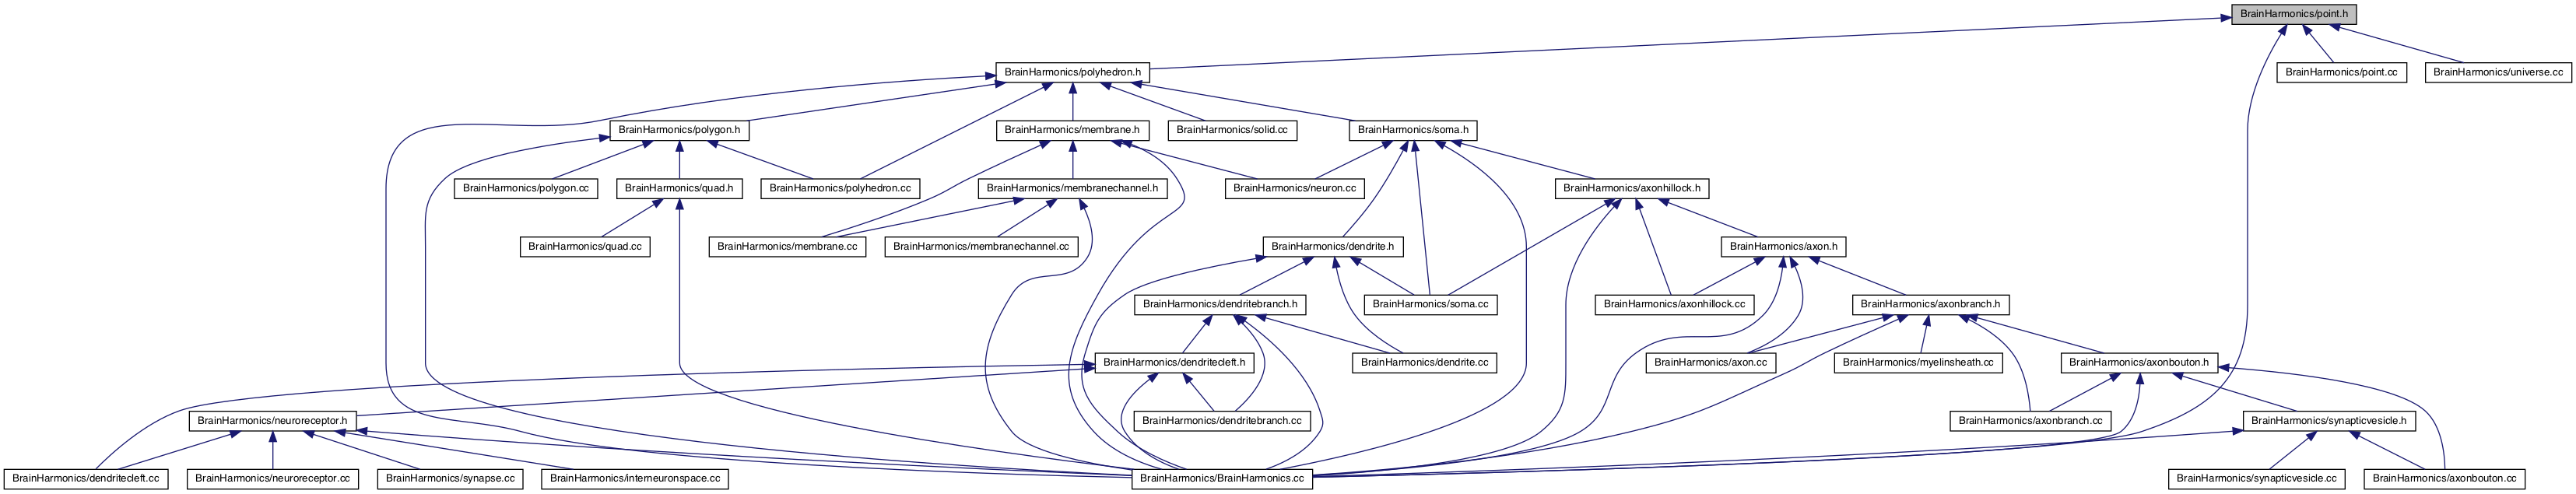 BrainHarmonics/point.h
BrainHarmonics/polyhedron.h
BrainHarmonics/point.cc
BrainHarmonics/universe.cc
BrainHarmonics/polygon.h
BrainHarmonics/membrane.h
BrainHarmonics/solid.cc
BrainHarmonics/soma.h
BrainHarmonics/polygon.cc
BrainHarmonics/quad.h
BrainHarmonics/polyhedron.cc
BrainHarmonics/membranechannel.h
BrainHarmonics/neuron.cc
BrainHarmonics/axonhillock.h
BrainHarmonics/quad.cc
BrainHarmonics/membrane.cc
BrainHarmonics/membranechannel.cc
BrainHarmonics/dendrite.h
BrainHarmonics/axon.h
BrainHarmonics/dendritebranch.h
BrainHarmonics/soma.cc
BrainHarmonics/axonhillock.cc
BrainHarmonics/axonbranch.h
BrainHarmonics/dendritecleft.h
BrainHarmonics/dendrite.cc
BrainHarmonics/axon.cc
BrainHarmonics/myelinsheath.cc
BrainHarmonics/axonbouton.h
BrainHarmonics/neuroreceptor.h
BrainHarmonics/dendritebranch.cc
BrainHarmonics/axonbranch.cc
BrainHarmonics/synapticvesicle.h
BrainHarmonics/dendritecleft.cc
BrainHarmonics/neuroreceptor.cc
BrainHarmonics/synapse.cc
BrainHarmonics/interneuronspace.cc
BrainHarmonics/BrainHarmonics.cc
BrainHarmonics/synapticvesicle.cc
BrainHarmonics/axonbouton.cc